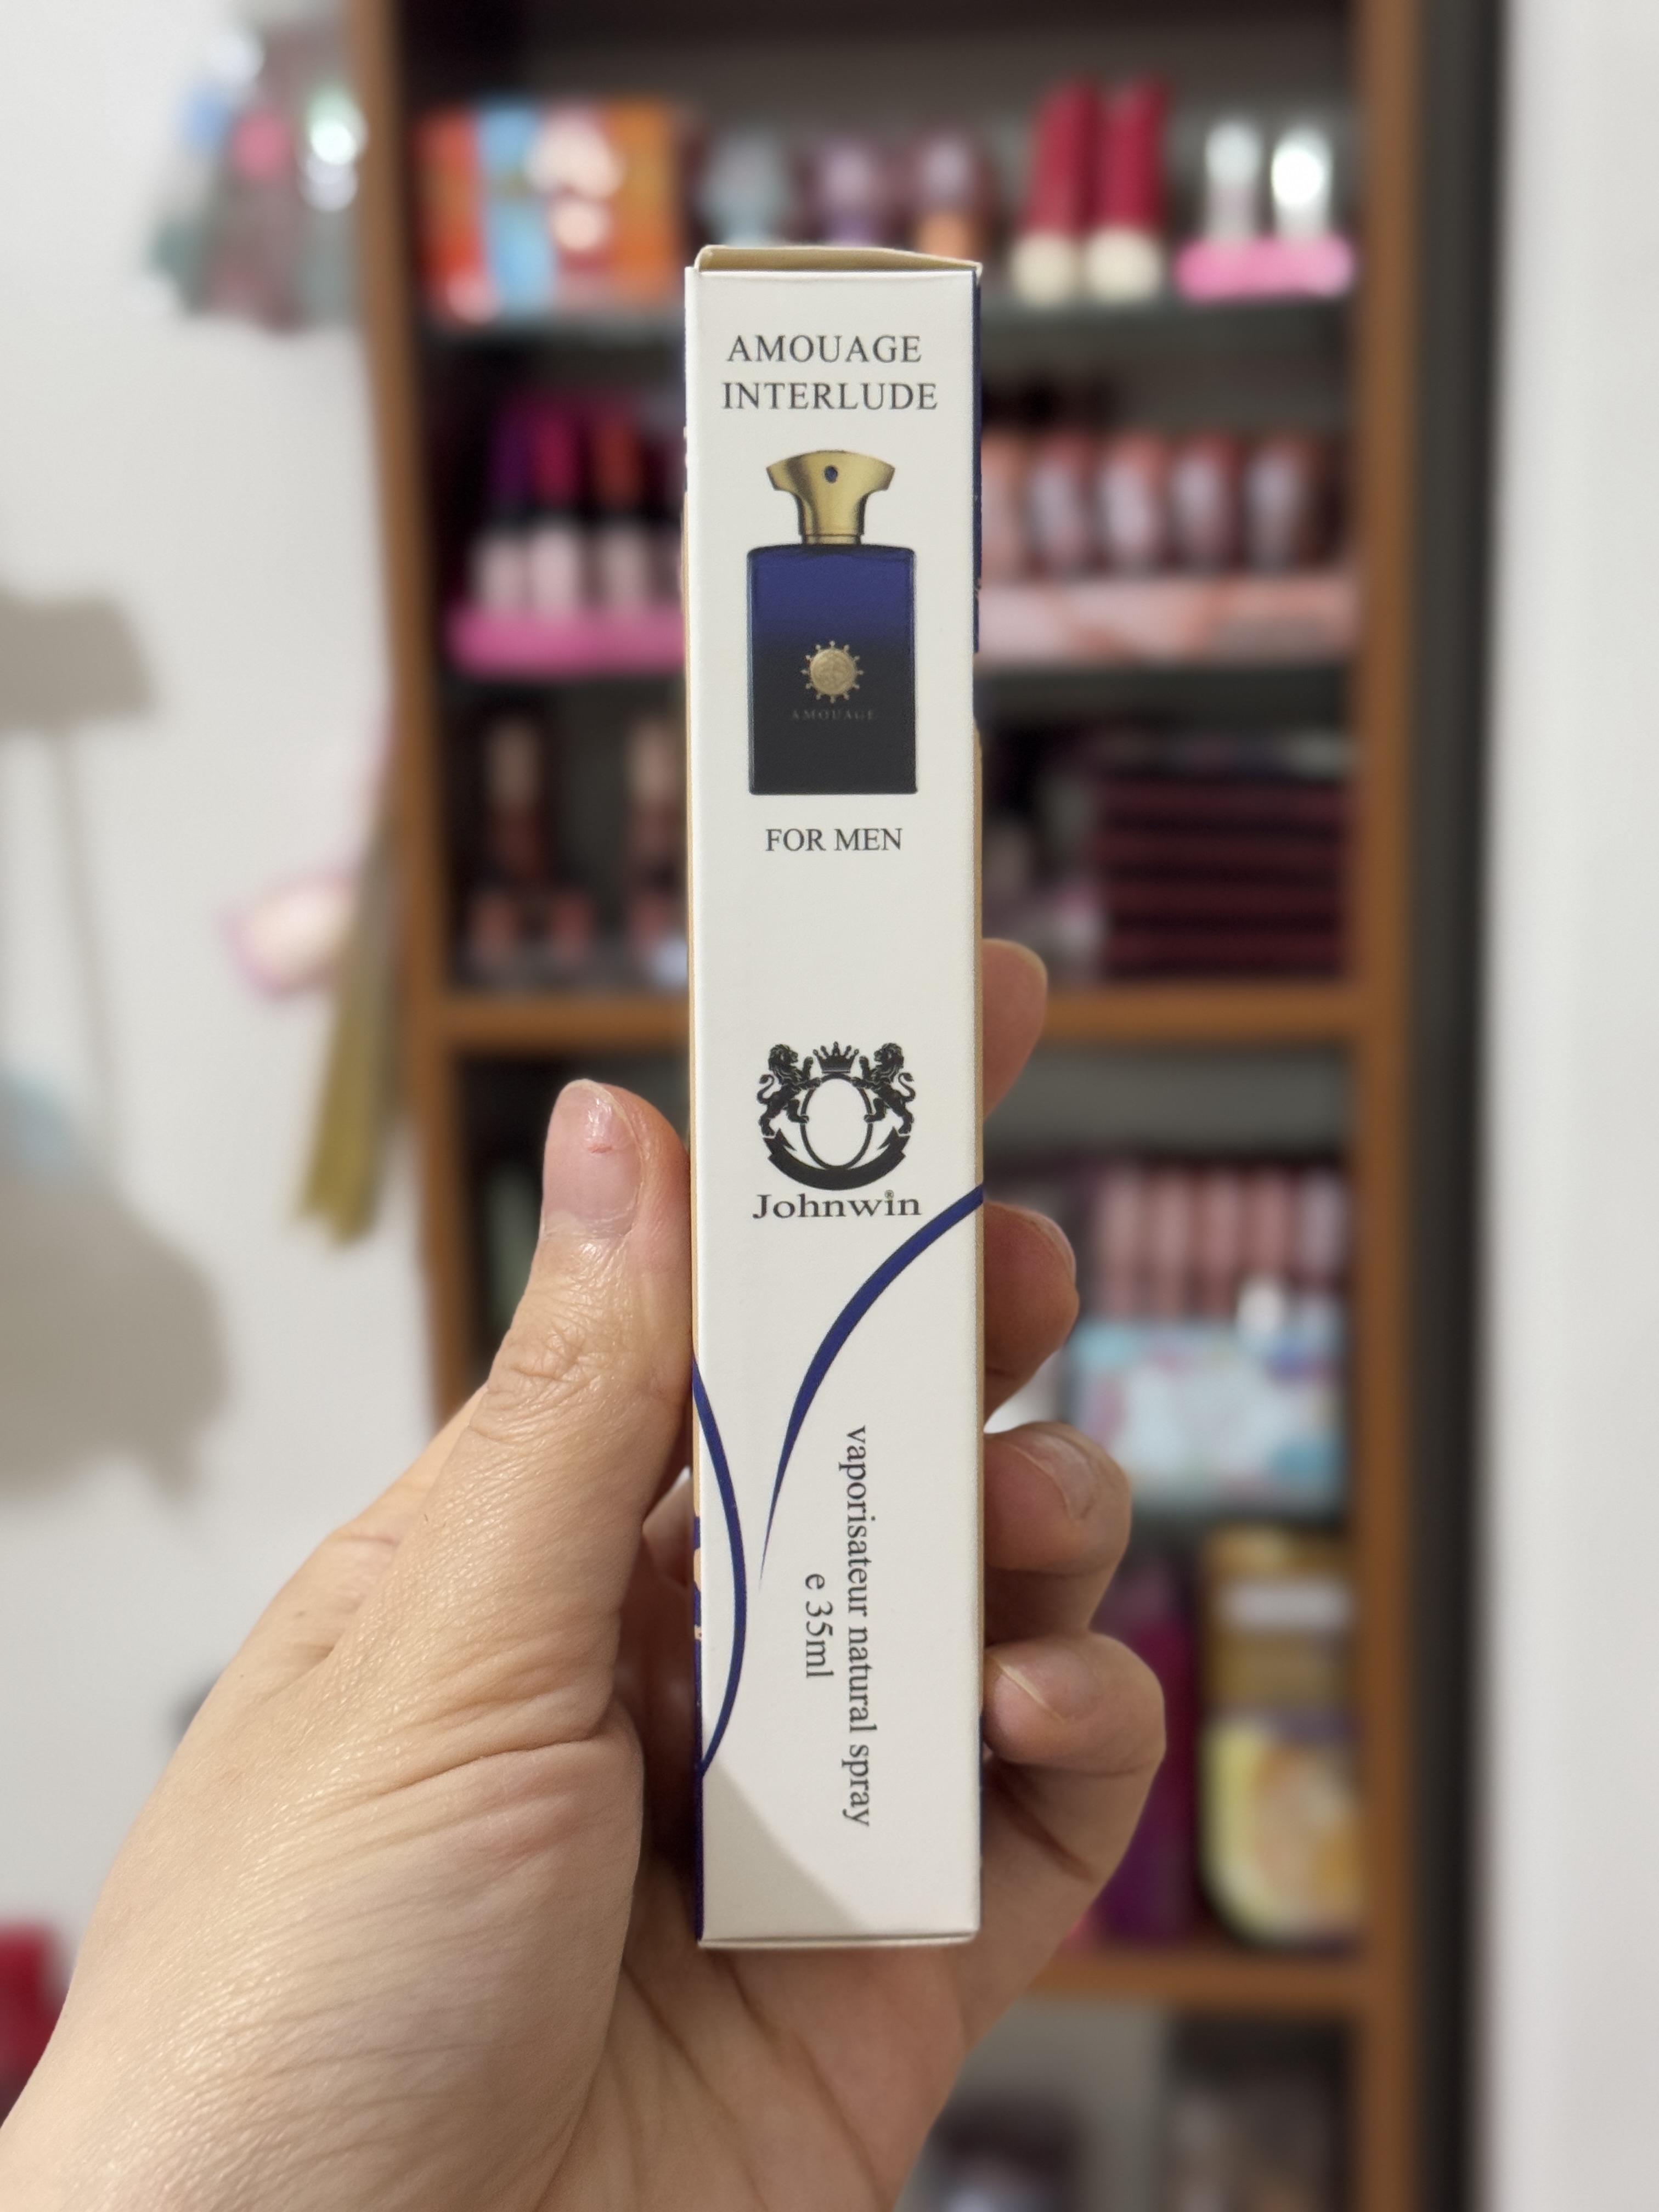 AMOUAGE
INTERLUDE
AMOUAGE
FOR MEN
Johnwin®
vaporisateur natural spray
e 35ml